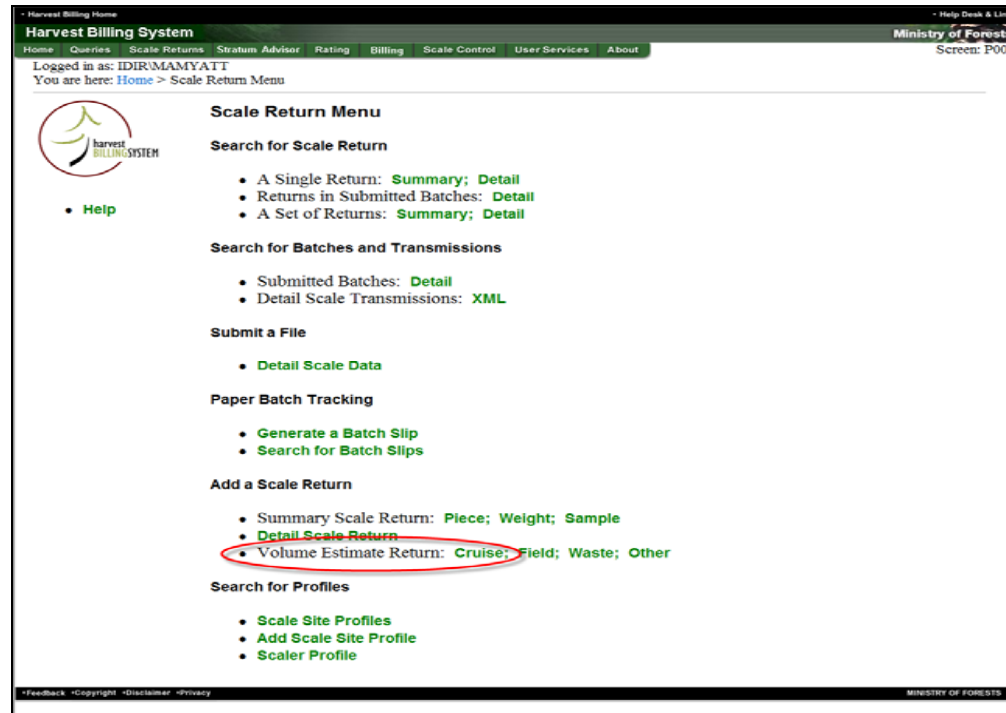 • Harvest Billing Home • Help Desk & Lin
Harvest Billing System Ministry of Forest
Home Queries Scale Returns Stratum Advisor Rating Billing Scale Control User Services About Screen: P00
Logged in as: IDIR\MAMYATT
You are here: Home > Scale Return Menu
harvest
BILLINGSYSTEM
• Help
Scale Return Menu
Search for Scale Return
• A Single Return: Summary; Detail
• Returns in Submitted Batches: Detail
• A Set of Returns: Summary; Detail
Search for Batches and Transmissions
• Submitted Batches: Detail
• Detail Scale Transmissions: XML
Submit a File
• Detail Scale Data
Paper Batch Tracking
• Generate a Batch Slip
• Search for Batch Slips
Add a Scale Return
• Summary Scale Return: Piece; Weight; Sample
• Detail Scale Return
• Volume Estimate Return: Cruise; Field; Waste; Other
Search for Profiles
• Scale Site Profiles
• Add Scale Site Profile
• Scaler Profile
•Feedback •Copyright •Disclaimer •Privacy MINISTRY OF FORESTS